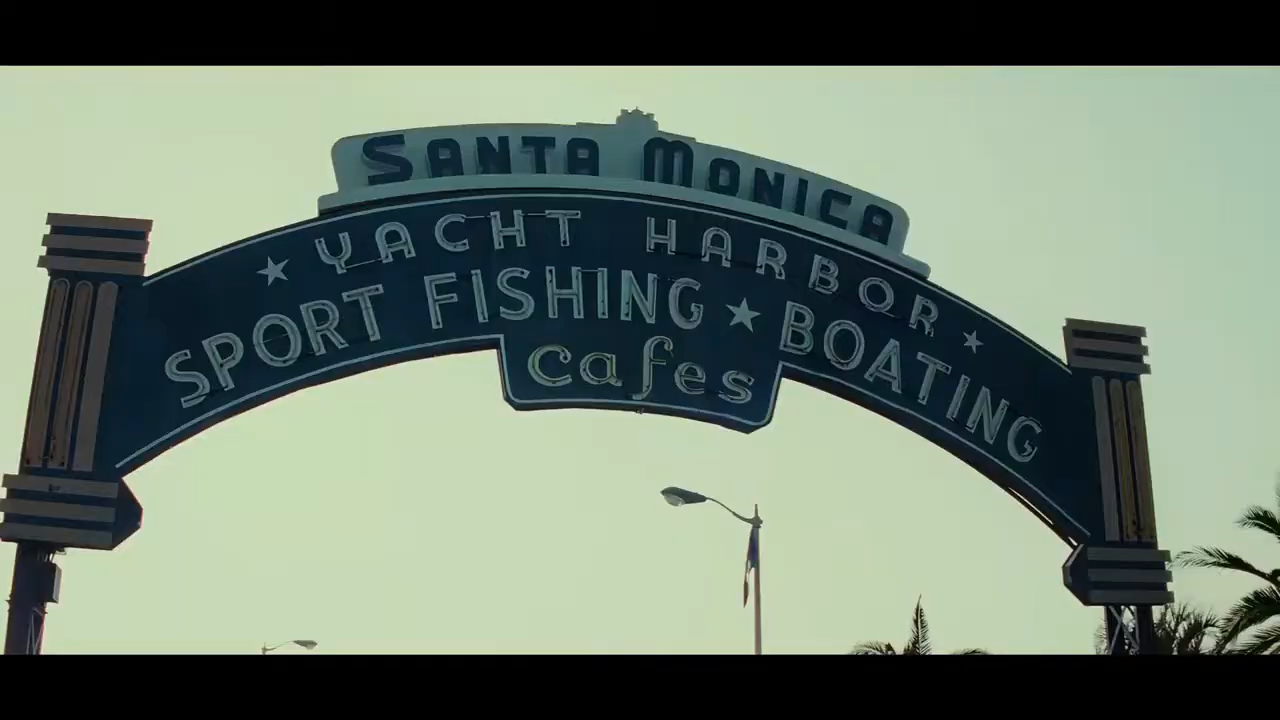 SANTA MONICA
★ YACHT HARBOR ★
SPORT FISHING ★ BOATING
cafes